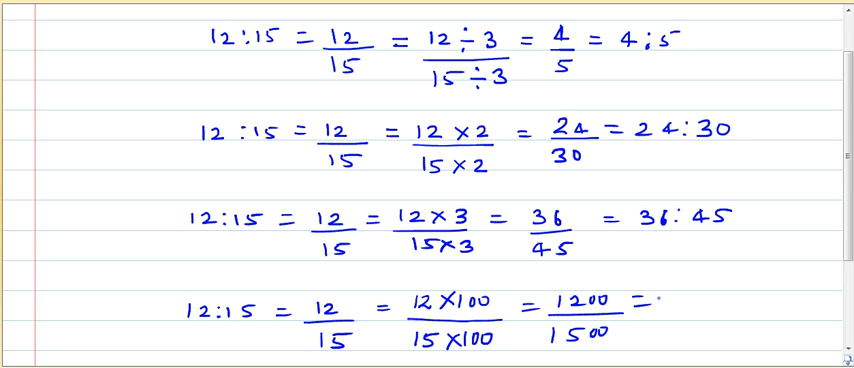 12:15 = 12/15 = 12÷3/15÷3 = 4/5 = 4:5
12:15 = 12/15 = 12×2/15×2 = 24/30 = 24:30
12:15 = 12/15 = 12×3/15×3 = 36/45 = 36:45
12:15 = 12/15 = 12×100/15×100 = 1200/1500 =